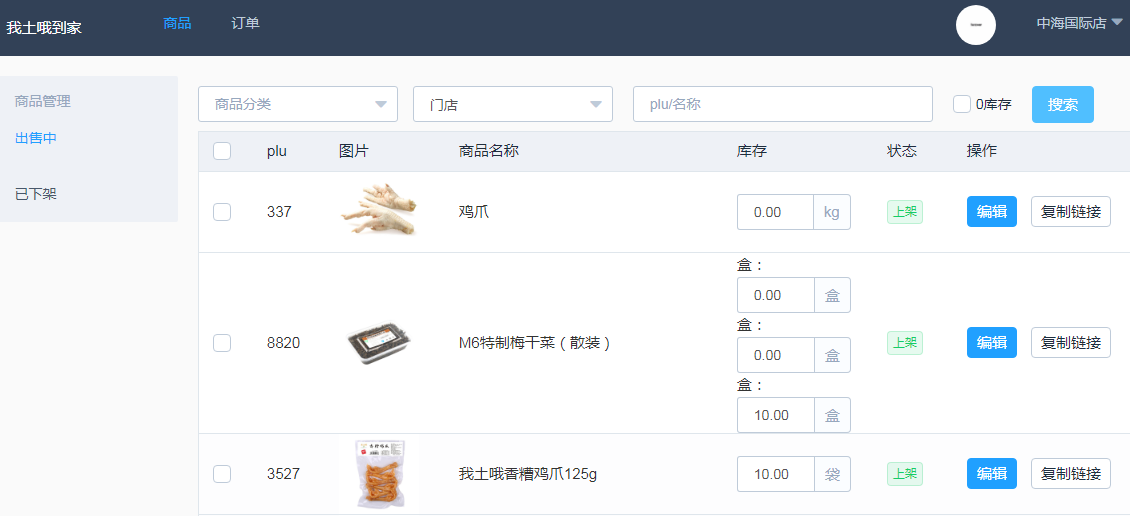 我土哦到家 商品 订单 中海国际店
商品管理
出售中
已下架
商品分类 门店 plu/名称 0库存 搜索
plu 图片 商品名称 库存 状态 操作
337 鸡爪 0.00 kg 上架 编辑 复制链接
盒：
0.00 盒
盒：
8820 M6特制梅干菜（散装） 0.00 盒 上架 编辑 复制链接
盒：
10.00 盒
3527 我土哦香糟鸡爪125g 10.00 袋 上架 编辑 复制链接